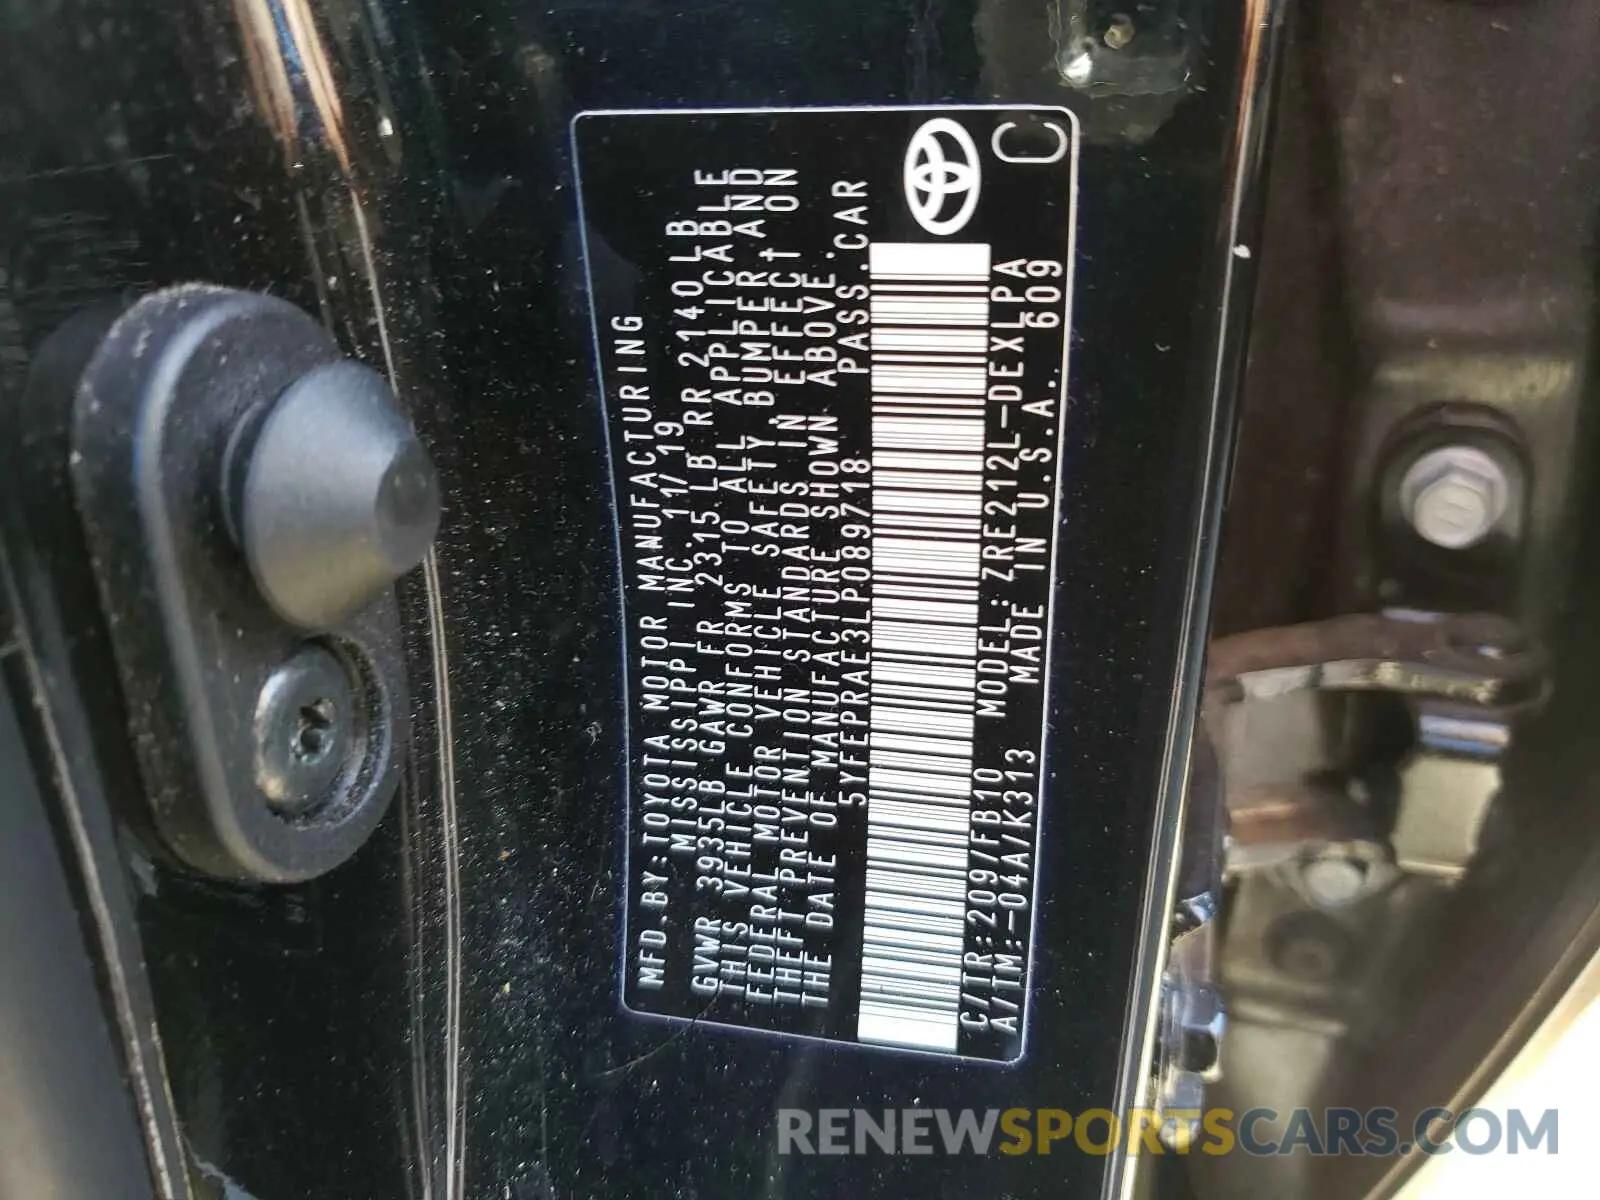 MFD.BY:TOYOTA MOTOR MANUFACTURING
MISSISSIPPI INC. 11/19
GVWR 3935LB GAWR FR 2315 LB RR 2140LB
THIS VEHICLE CONFORMS TO ALL APPLICABLE
FEDERAL MOTOR VEHICLE SAFETY, BUMPER, AND
THEFT PREVENTION STANDARDS IN EFFECT ON
THE DATE OF MANUFACTURE SHOWN ABOVE.
5YFEPRAE3LP089718 PASS.CAR
C/TR:209/FB10 MODEL:ZRE212L-DEXLPA
A/TM:-04A/K313 MADE IN U.S.A. 609
C
RENEWSPORTSCARS.COM